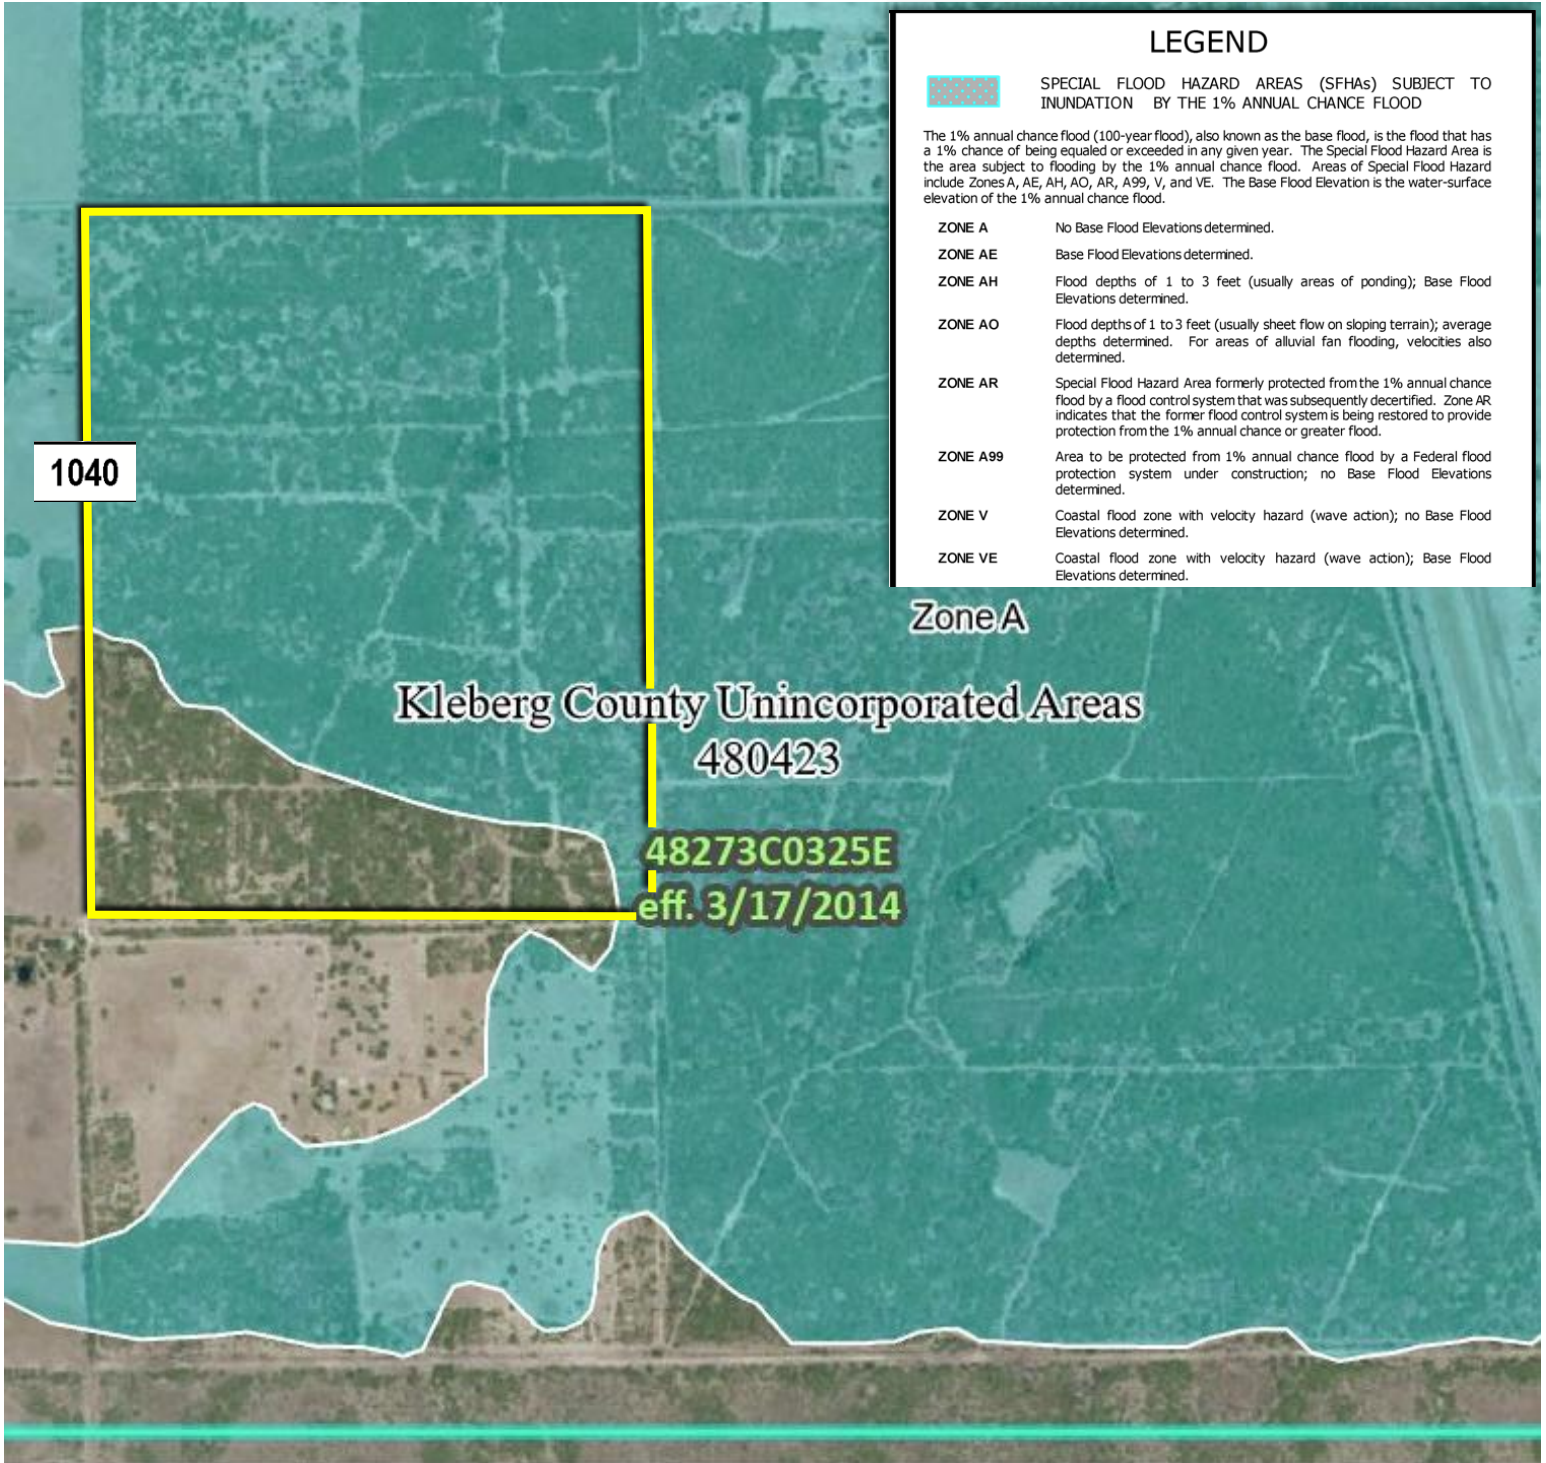 LEGEND
SPECIAL FLOOD HAZARD AREAS (SFHAs) SUBJECT TO
INUNDATION BY THE 1% ANNUAL CHANCE FLOOD
The 1% annual chance flood (100-year flood), also known as the base flood, is the flood that has
a 1% chance of being equaled or exceeded in any given year. The Special Flood Hazard Area is
the area subject to flooding by the 1% annual chance flood. Areas of Special Flood Hazard
include Zones A, AE, AH, AO, AR, A99, V, and VE. The Base Flood Elevation is the water-surface
elevation of the 1% annual chance flood.
ZONE A No Base Flood Elevations determined.
ZONE AE Base Flood Elevations determined.
ZONE AH Flood depths of 1 to 3 feet (usually areas of ponding); Base Flood
Elevations determined.
ZONE AO Flood depths of 1 to 3 feet (usually sheet flow on sloping terrain); average
depths determined. For areas of alluvial fan flooding, velocities also
determined.
ZONE AR Special Flood Hazard Area formerly protected from the 1% annual chance
flood by a flood control system that was subsequently decertified. Zone AR
indicates that the former flood control system is being restored to provide
protection from the 1% annual chance or greater flood.
ZONE A99 Area to be protected from 1% annual chance flood by a Federal flood
protection system under construction; no Base Flood Elevations
determined.
ZONE V Coastal flood zone with velocity hazard (wave action); no Base Flood
Elevations determined.
ZONE VE Coastal flood zone with velocity hazard (wave action); Base Flood
Elevations determined.
1040
Zone A
Kleberg County Unincorporated Areas
480423
48273C0325E
eff. 3/17/2014